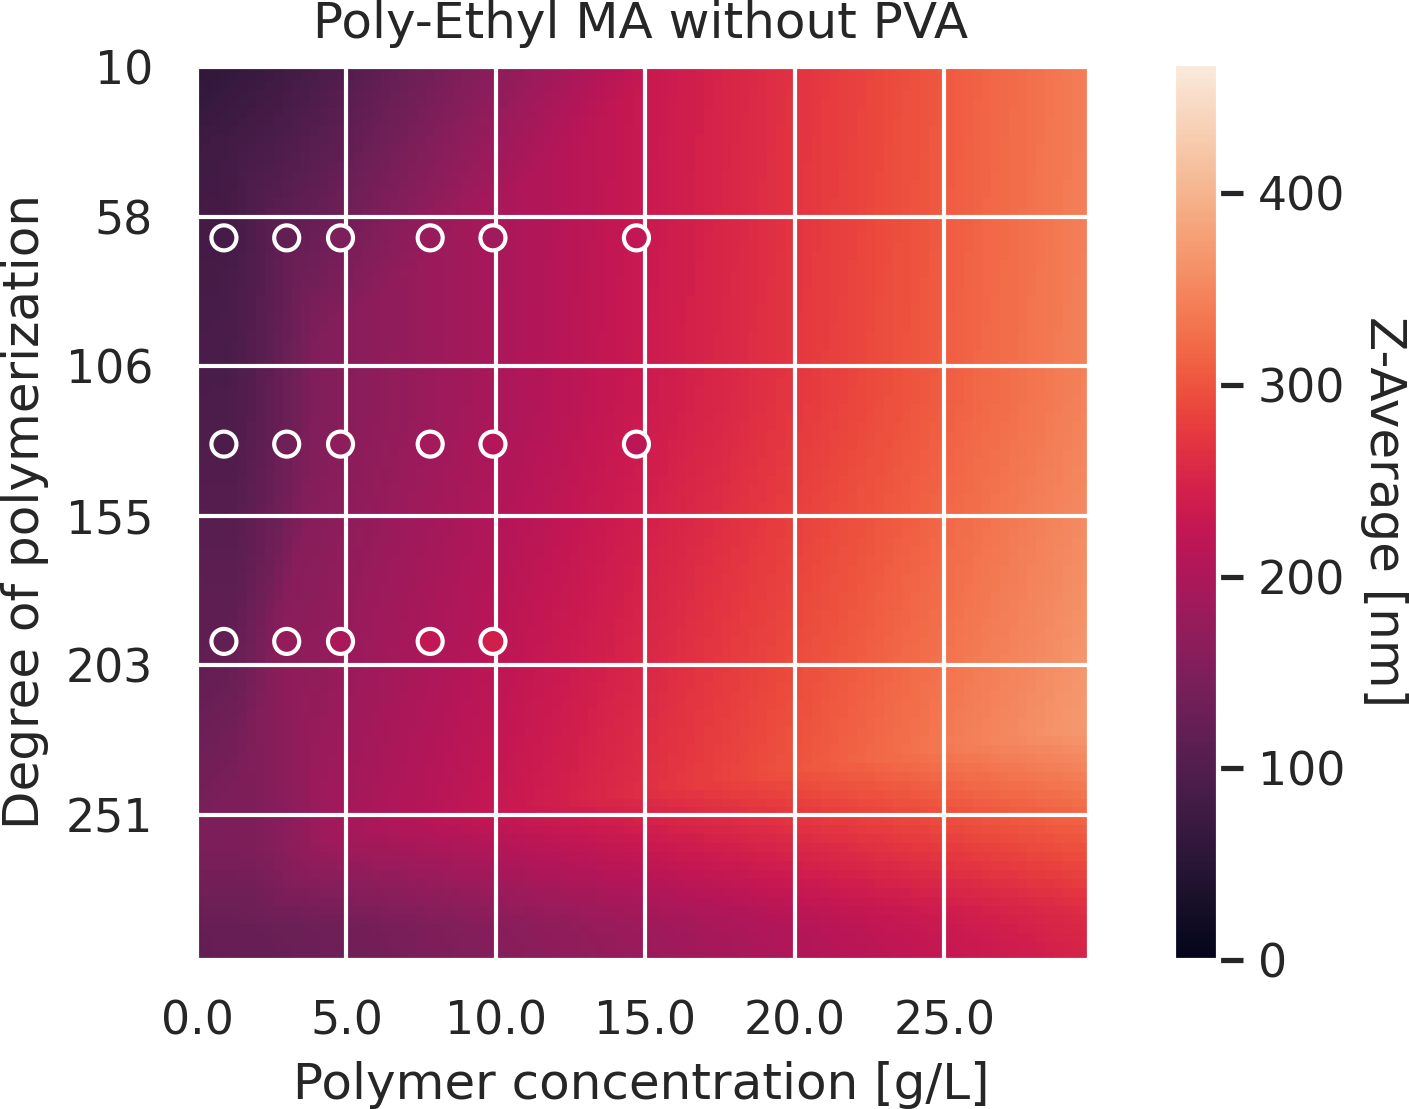 Poly-Ethyl MA without PVA
10
58
106
155
203
251
Degree of polymerization
0.0 5.0 10.0 15.0 20.0 25.0
Polymer concentration [g/L]
400
300
200
100
0
Z-Average [nm]